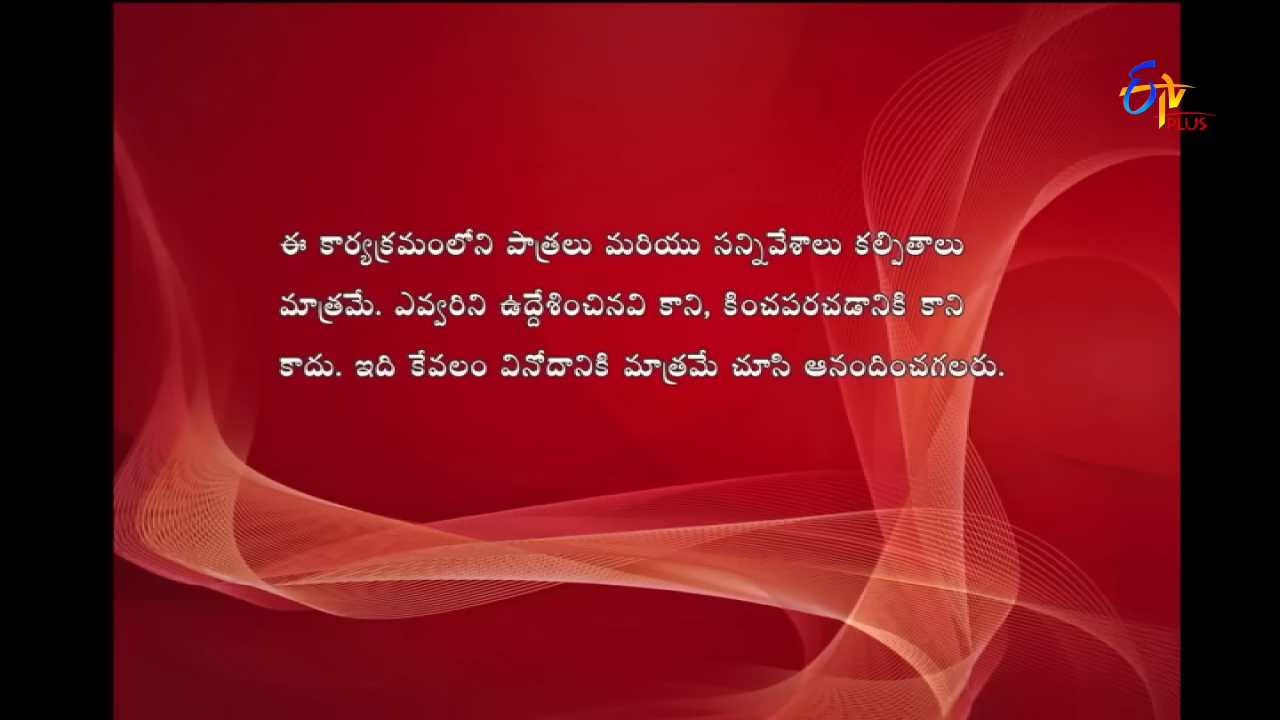 ETV
PLUS
ఈ కార్యక్రమంలోని పాత్రలు మరియు సన్నివేశాలు కల్పితాలు
మాత్రమే. ఎవ్వరిని ఉద్దేశించినవి కాని, కించపరచడానికి కాని
కాదు. ఇది కేవలం వినోదానికి మాత్రమే చూసి ఆనందించగలరు.